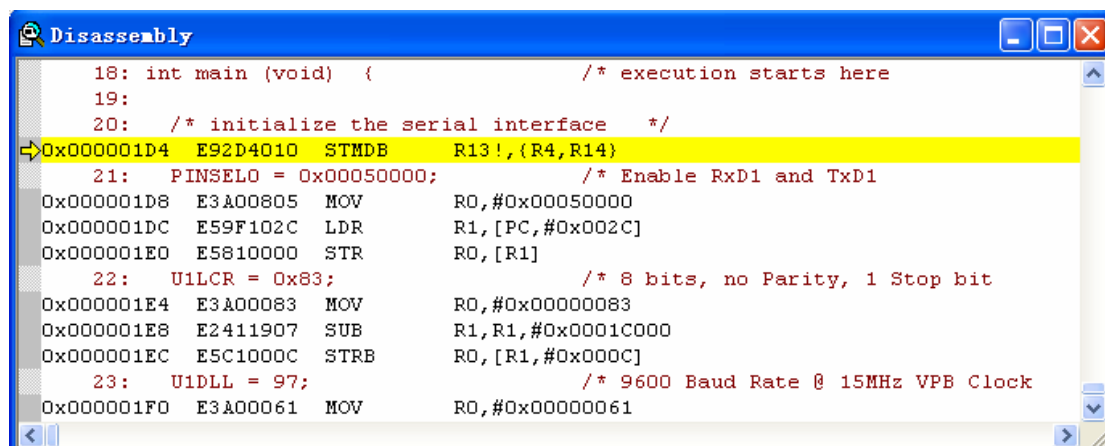 Disassembly
18: int main (void)  {                    /* execution starts here
19:
20:   /* initialize the serial interface   */
0x000001D4  E92D4010  STMDB     R13!,{R4,R14}
21:   PINSEL0 = 0x00050000;              /* Enable RxD1 and TxD1
0x000001D8  E3A00805  MOV       R0,#0x00050000
0x000001DC  E59F102C  LDR       R1,[PC,#0x002C]
0x000001E0  E5810000  STR       R0,[R1]
22:   U1LCR = 0x83;                      /* 8 bits, no Parity, 1 Stop bit
0x000001E4  E3A00083  MOV       R0,#0x00000083
0x000001E8  E2411907  SUB       R1,R1,#0x0001C000
0x000001EC  E5C1000C  STRB      R0,[R1,#0x000C]
23:   U1DLL = 97;                        /* 9600 Baud Rate @ 15MHz VPB Clock
0x000001F0  E3A00061  MOV       R0,#0x00000061